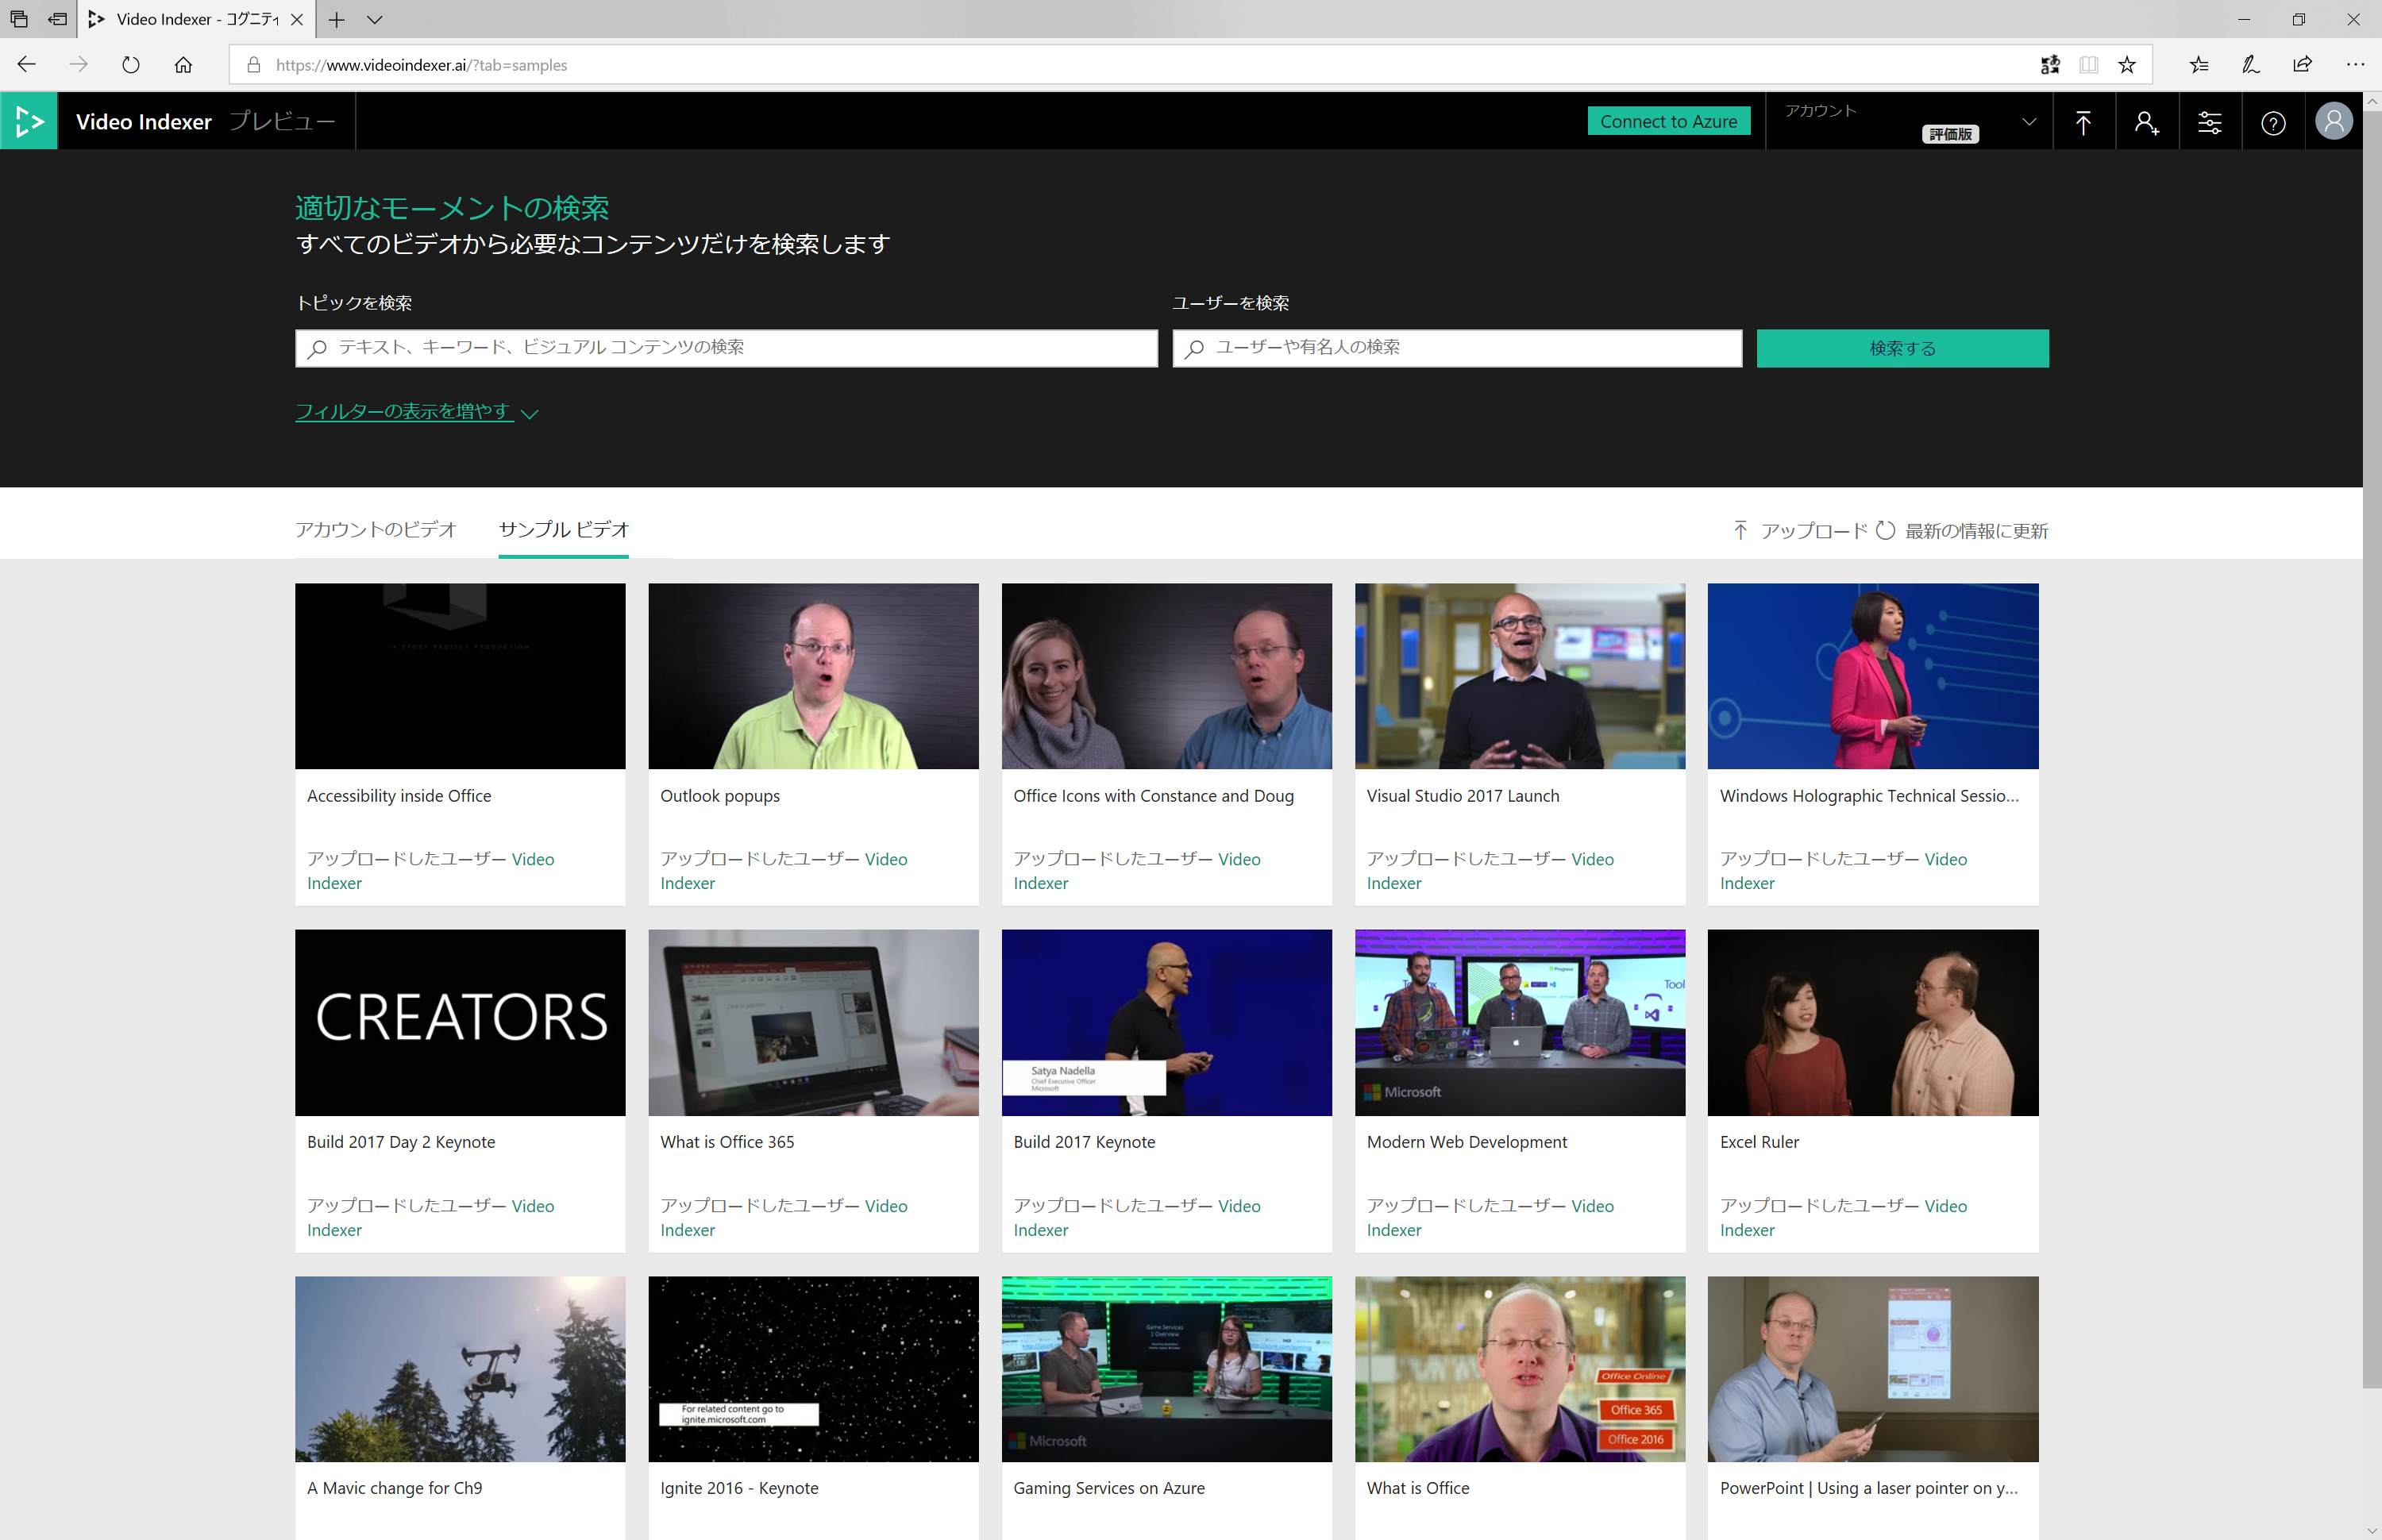 Video Indexer - コグニティ
https://www.videoindexer.ai/?tab=samples
Video Indexer プレビュー
Connect to Azure
アカウント
評価版
適切なモーメントの検索
すべてのビデオから必要なコンテンツだけを検索します
トピックを検索
ユーザーを検索
テキスト、キーワード、ビジュアル コンテンツの検索
ユーザーや有名人の検索
検索する
フィルターの表示を増やす
アカウントのビデオ
サンプル ビデオ
アップロード
最新の情報に更新
A STORY PROJECT PRODUCTION
Accessibility inside Office
Outlook popups
Office Icons with Constance and Doug
Visual Studio 2017 Launch
Windows Holographic Technical Sessio...
アップロードしたユーザー Video
Indexer
アップロードしたユーザー Video
Indexer
アップロードしたユーザー Video
Indexer
アップロードしたユーザー Video
Indexer
アップロードしたユーザー Video
Indexer
CREATORS
Satya Nadella
Chief Executive Officer
Microsoft
Progress
Tool
Microsoft
Build 2017 Day 2 Keynote
What is Office 365
Build 2017 Keynote
Modern Web Development
Excel Ruler
アップロードしたユーザー Video
Indexer
アップロードしたユーザー Video
Indexer
アップロードしたユーザー Video
Indexer
アップロードしたユーザー Video
Indexer
アップロードしたユーザー Video
Indexer
For related content go to
ignite.microsoft.com
Game Services
1 Overview
Microsoft
Office Online
Office 365
Office 2016
A Mavic change for Ch9
Ignite 2016 - Keynote
Gaming Services on Azure
What is Office
PowerPoint | Using a laser pointer on y...